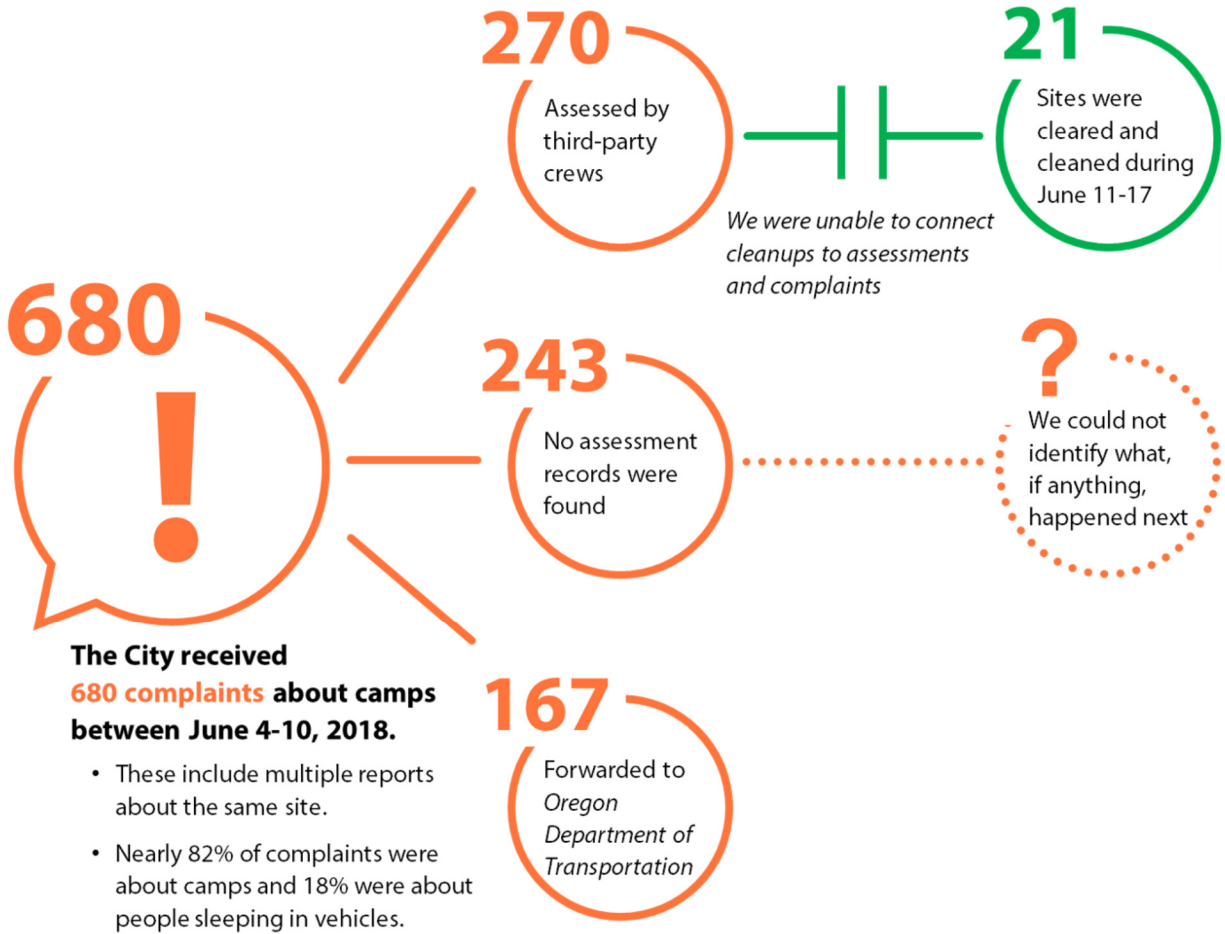 680
!
The City received
680 complaints about camps
between June 4-10, 2018.
• These include multiple reports
about the same site.
• Nearly 82% of complaints were
about camps and 18% were about
people sleeping in vehicles.
270
Assessed by
third-party
crews
We were unable to connect
cleanups to assessments
and complaints
21
Sites were
cleared and
cleaned during
June 11-17
243
No assessment
records were
found
?
We could not
identify what,
if anything,
happened next
167
Forwarded to
Oregon
Department of
Transportation